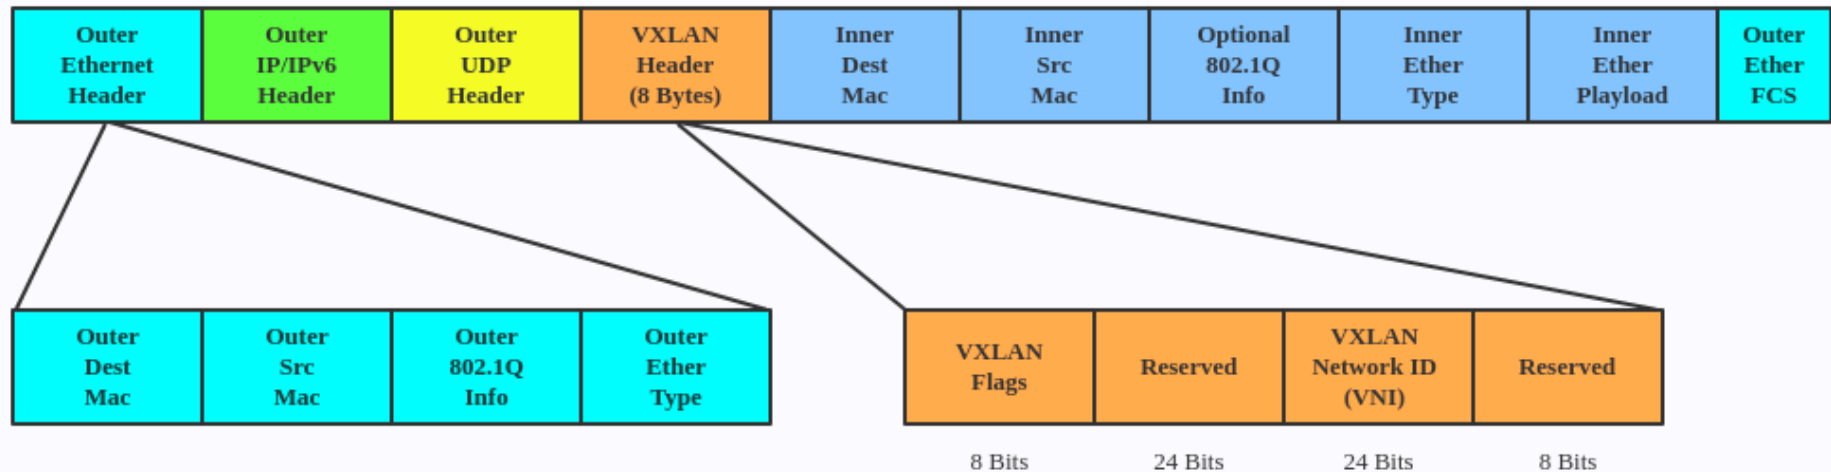 Outer
Ethernet
Header
Outer
IP/IPv6
Header
Outer
UDP
Header
VXLAN
Header
(8 Bytes)
Inner
Dest
Mac
Inner
Src
Mac
Optional
802.1Q
Info
Inner
Ether
Type
Inner
Ether
Playload
Outer
Ether
FCS
Outer
Dest
Mac
Outer
Src
Mac
Outer
802.1Q
Info
Outer
Ether
Type
VXLAN
Flags
Reserved
VXLAN
Network ID
(VNI)
Reserved
8 Bits
24 Bits
24 Bits
8 Bits